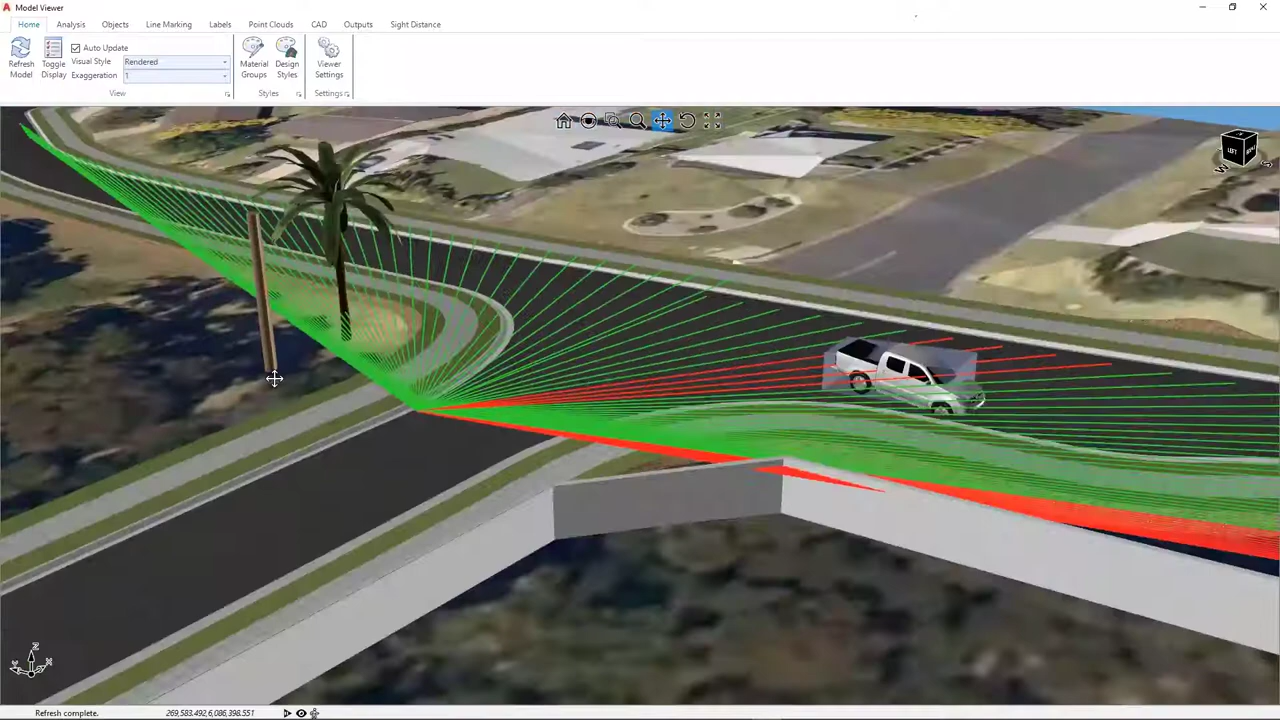 Model Viewer
Home Analysis Objects Line Marking Labels Point Clouds CAD Outputs Sight Distance
Refresh Model
Toggle Display
Auto Update
Visual Style Rendered
Exaggeration 1
Material Groups
Design Styles
Viewer Settings
View Styles Settings
LEFT
W
S
Z
X
Refresh complete. 269,583.492,6,086,398.551